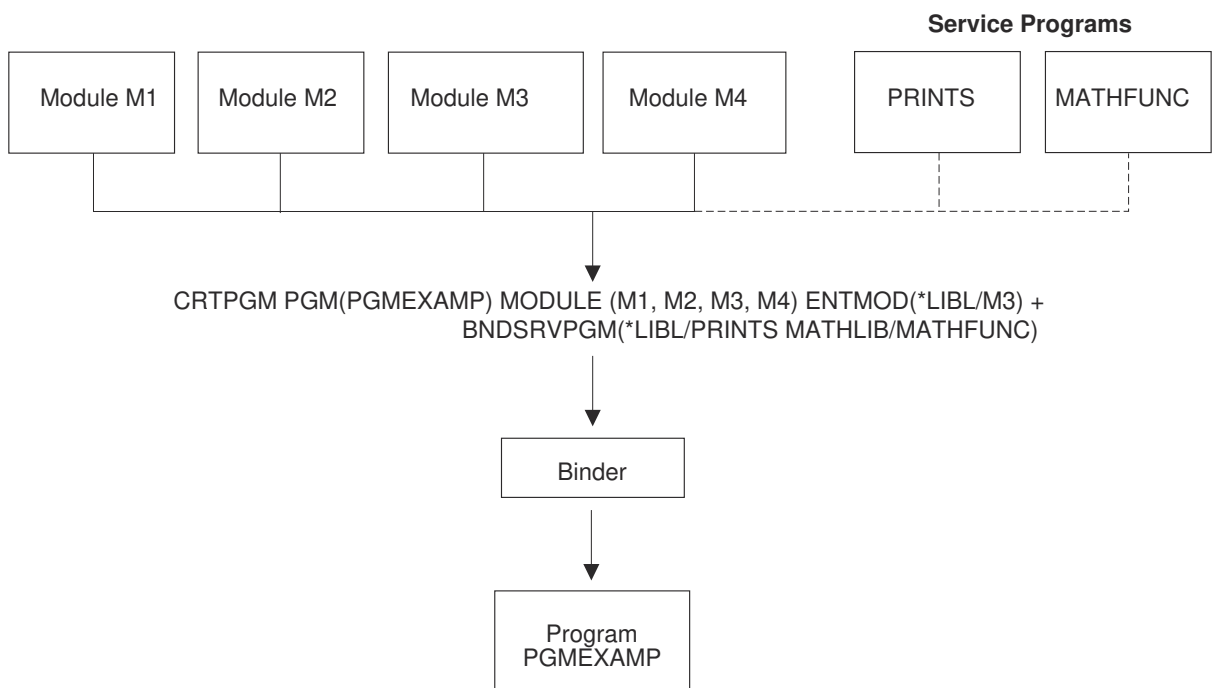 Service Programs
Module M1
Module M2
Module M3
Module M4
PRINTS
MATHFUNC
CRTPGM PGM(PGMEXAMP) MODULE (M1, M2, M3, M4) ENTMOD(*LIBL/M3) +
BNDSRVPGM(*LIBL/PRINTS MATHLIB/MATHFUNC)
Binder
Program
PGMEXAMP